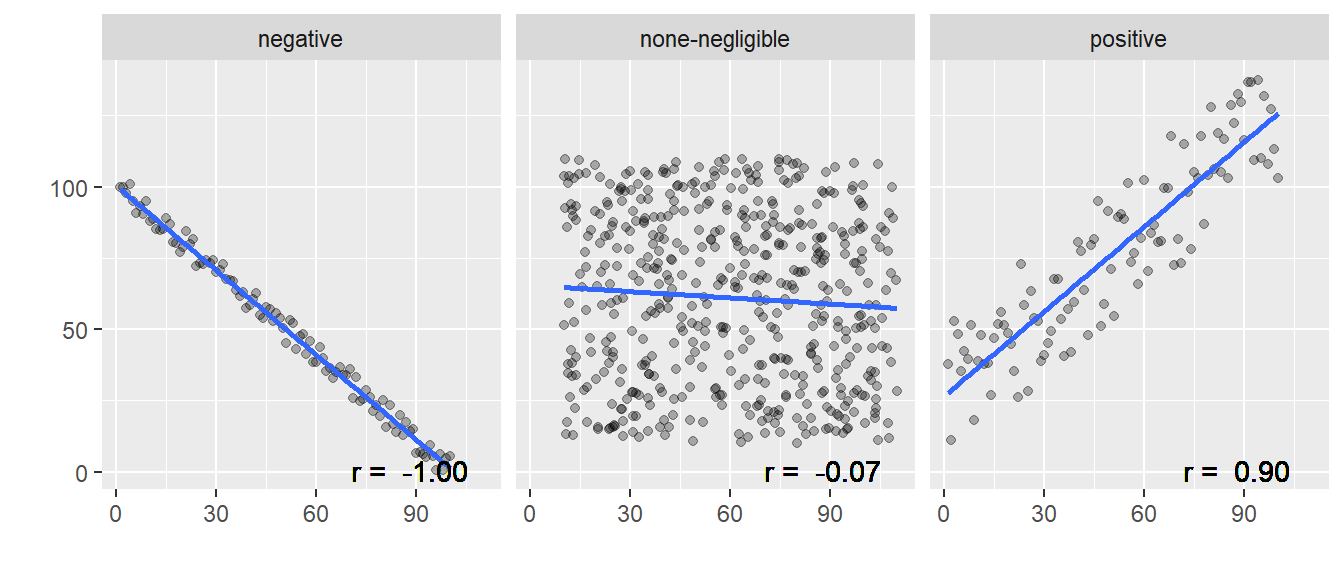 negative none-negligible positive
100
50
0
r = -1.00 r = -0.07 r = 0.90
0 30 60 90 0 30 60 90 0 30 60 90